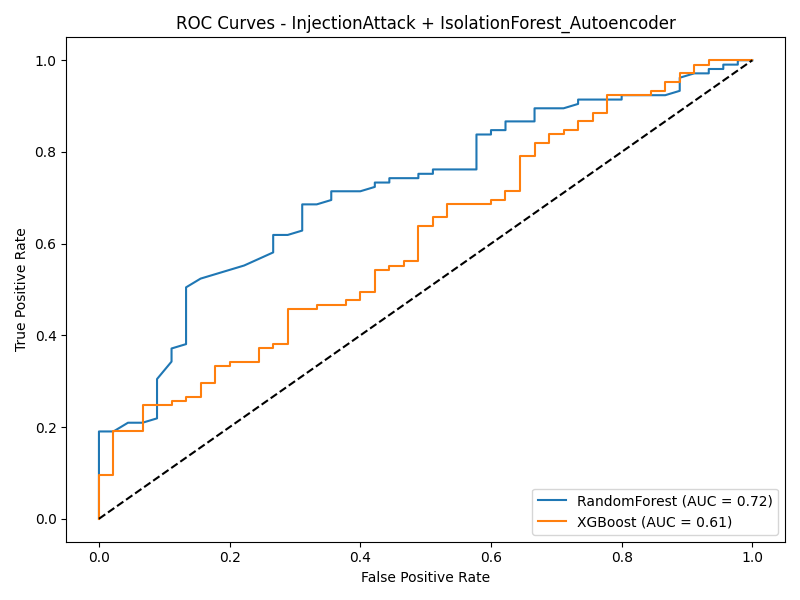 ROC Curves - InjectionAttack + IsolationForest_Autoencoder
True Positive Rate
1.0
0.8
0.6
0.4
0.2
0.0
0.0 0.2 0.4 0.6 0.8 1.0
False Positive Rate
RandomForest (AUC = 0.72)
XGBoost (AUC = 0.61)